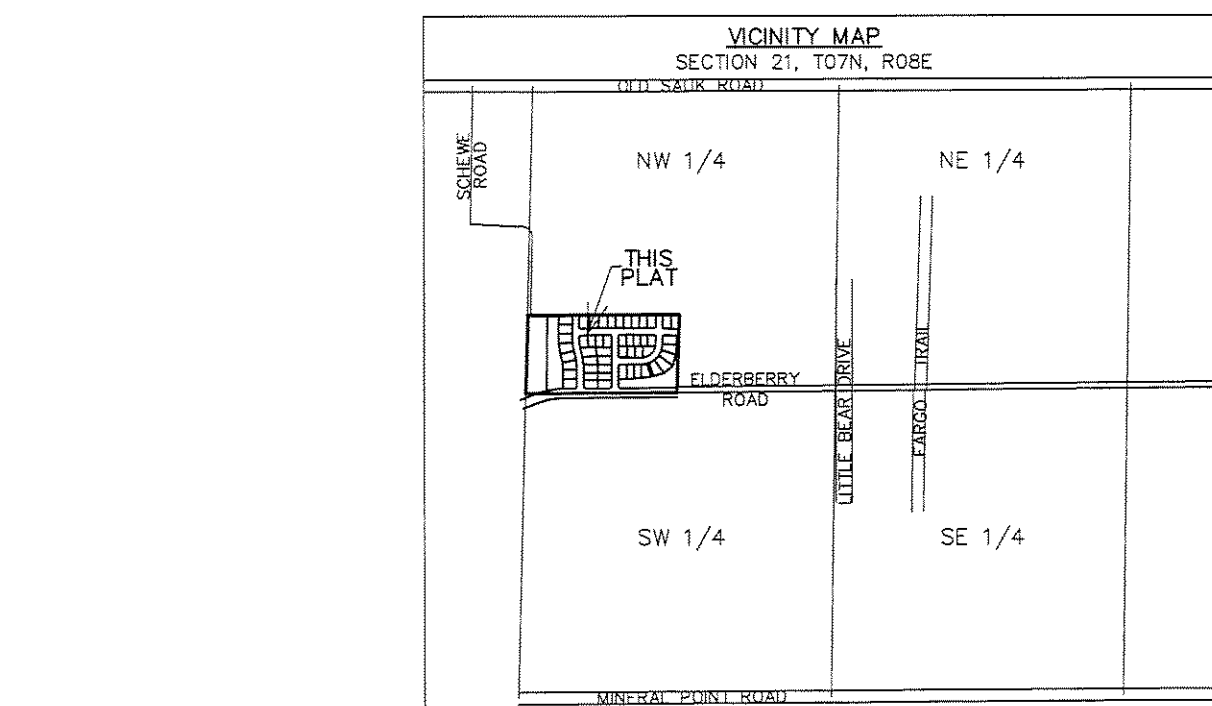 VICINITY MAP
SECTION 21, T07N, R08E
OLD SAUK ROAD
SCHEWE
ROAD
NW 1/4
NE 1/4
THIS
PLAT
ELDERBERRY
ROAD
LITTLE BEAR DRIVE
FARGO TRAIL
SW 1/4
SE 1/4
MINERAL POINT ROAD